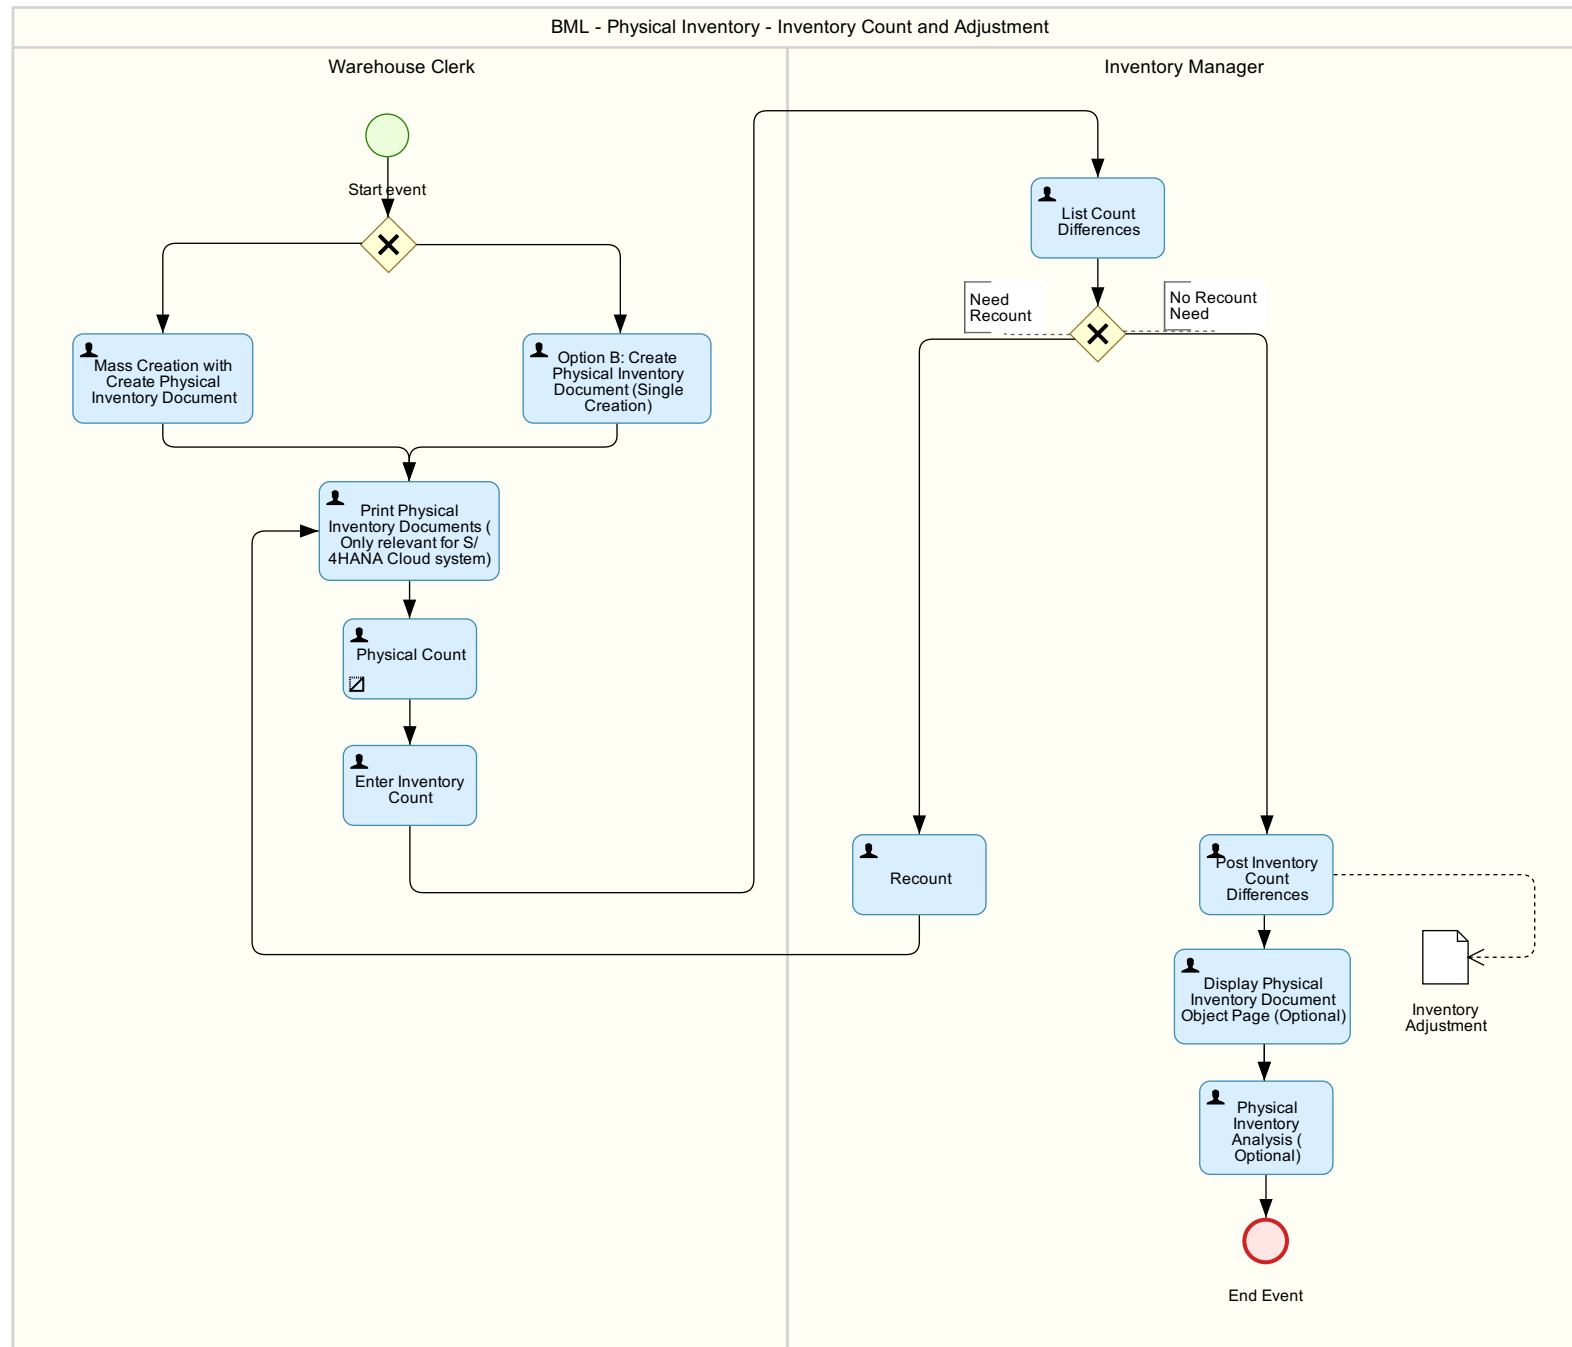 BML - Physical Inventory - Inventory Count and Adjustment
Warehouse Clerk
Inventory Manager
Start event
List Count
Differences
Need
Recount
No Recount
Need
Mass Creation with
Create Physical
Inventory Document
Option B: Create
Physical Inventory
Document (Single
Creation)
Print Physical
Inventory Documents (
Only relevant for S/
4HANA Cloud system)
Physical Count
Enter Inventory
Count
Recount
Post Inventory
Count
Differences
Display Physical
Inventory Document
Object Page (Optional)
Inventory
Adjustment
Physical
Inventory
Analysis (
Optional)
End Event